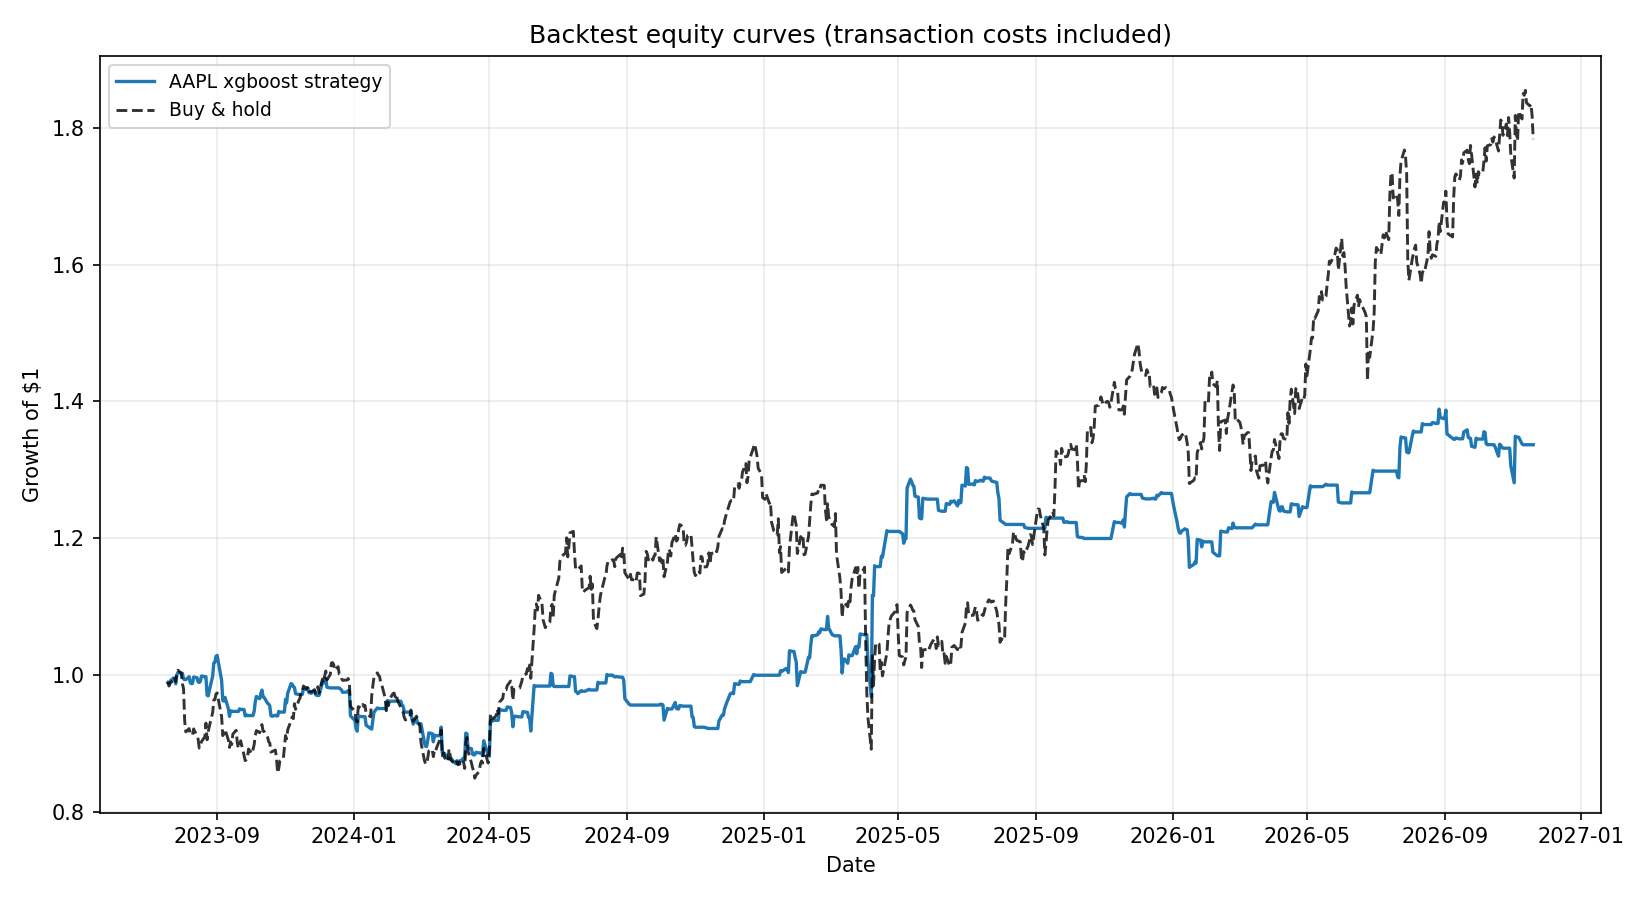 Backtest equity curves (transaction costs included)
AAPL xgboost strategy
Buy & hold
Growth of $1
1.8
1.6
1.4
1.2
1.0
0.8
2023-09 2024-01 2024-05 2024-09 2025-01 2025-05 2025-09 2026-01 2026-05 2026-09 2027-01
Date